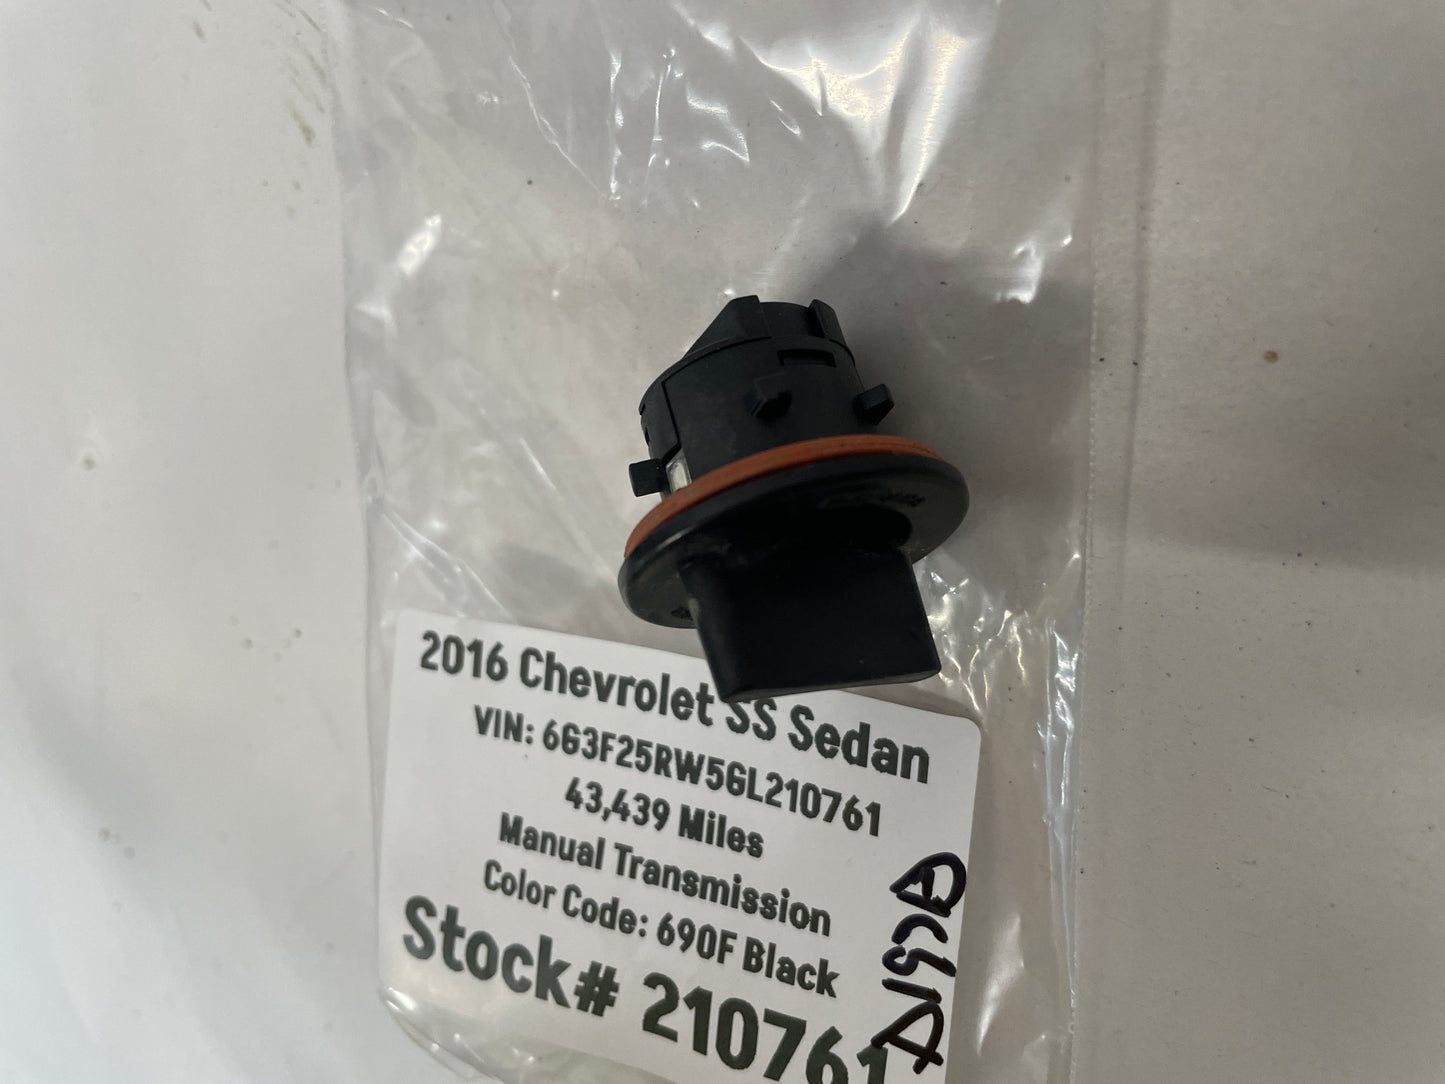 2016 Chevrolet SS Sedan
VIN: 6G3F25RW5GL210761
43,439 Miles
Manual Transmission
Color Code: 690F Black
Stock# 210761